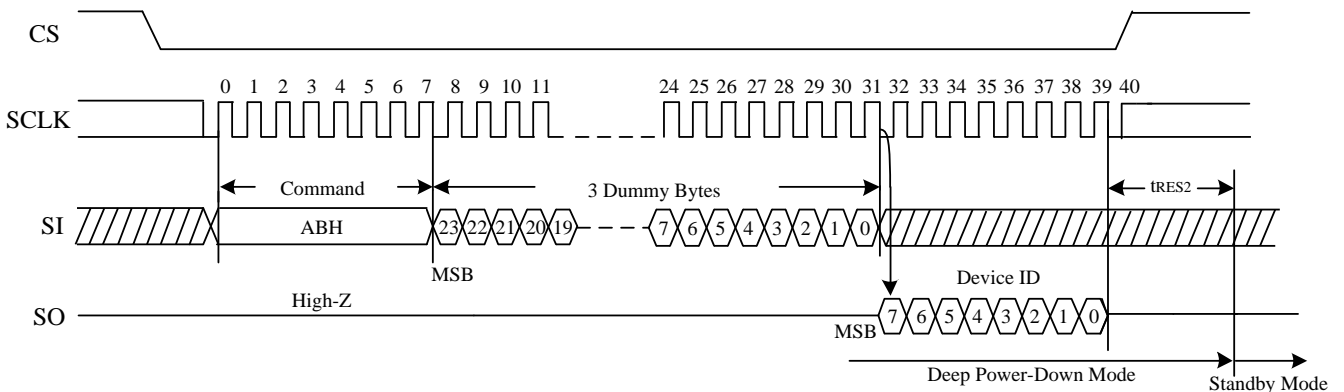 CS
0 1 2 3 4 5 6 7 8 9 10 11 24 25 26 27 28 29 30 31 32 33 34 35 36 37 38 39 40
SCLK
Command 3 Dummy Bytes tRES2
SI ABH 23 22 21 20 19 7 6 5 4 3 2 1 0
MSB
High-Z Device ID
SO 7 6 5 4 3 2 1 0
MSB
Deep Power-Down Mode Standby Mode